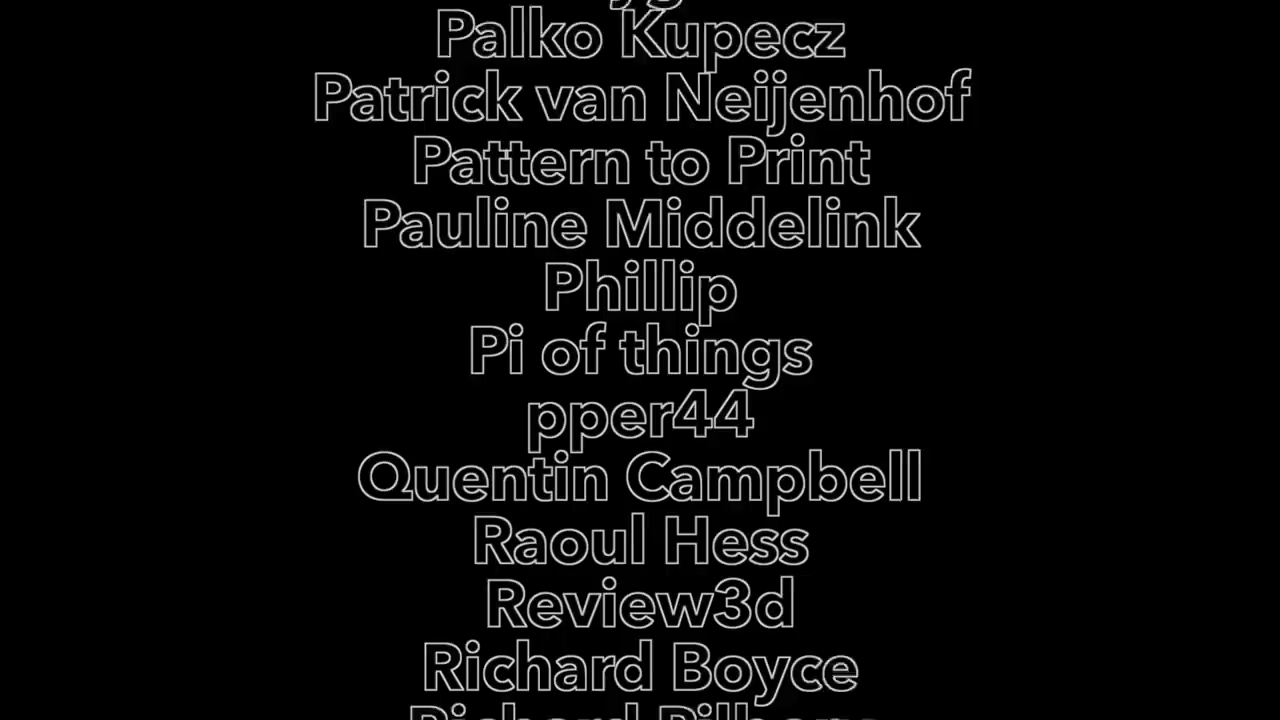 Palko Kupecz
Patrick van Neijenhof
Pattern to Print
Pauline Middelink
Phillip
Pi of things
pper44
Quentin Campbell
Raoul Hess
Review3d
Richard Boyce
Richard